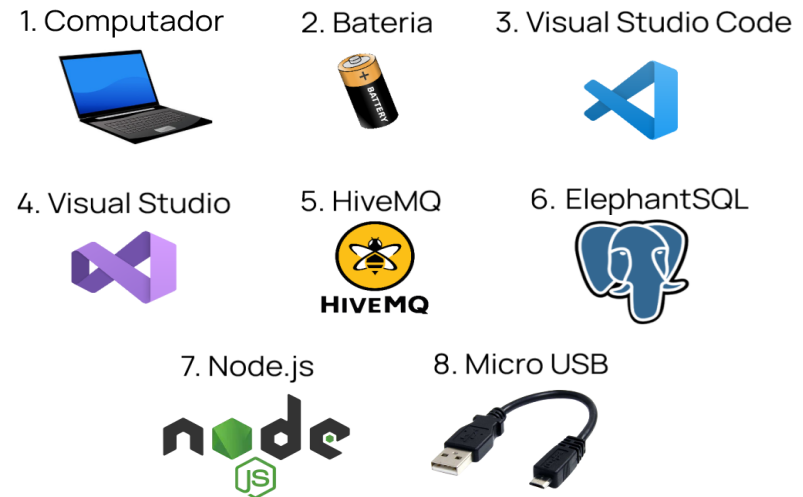 1. Computador
2. Bateria
3. Visual Studio Code
BATTERY
4. Visual Studio
5. HiveMQ
6. ElephantSQL
HIVEMQ
7. Node.js
8. Micro USB
node
JS